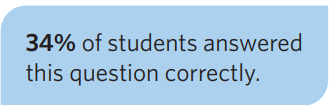 34% of students answered
this question correctly.